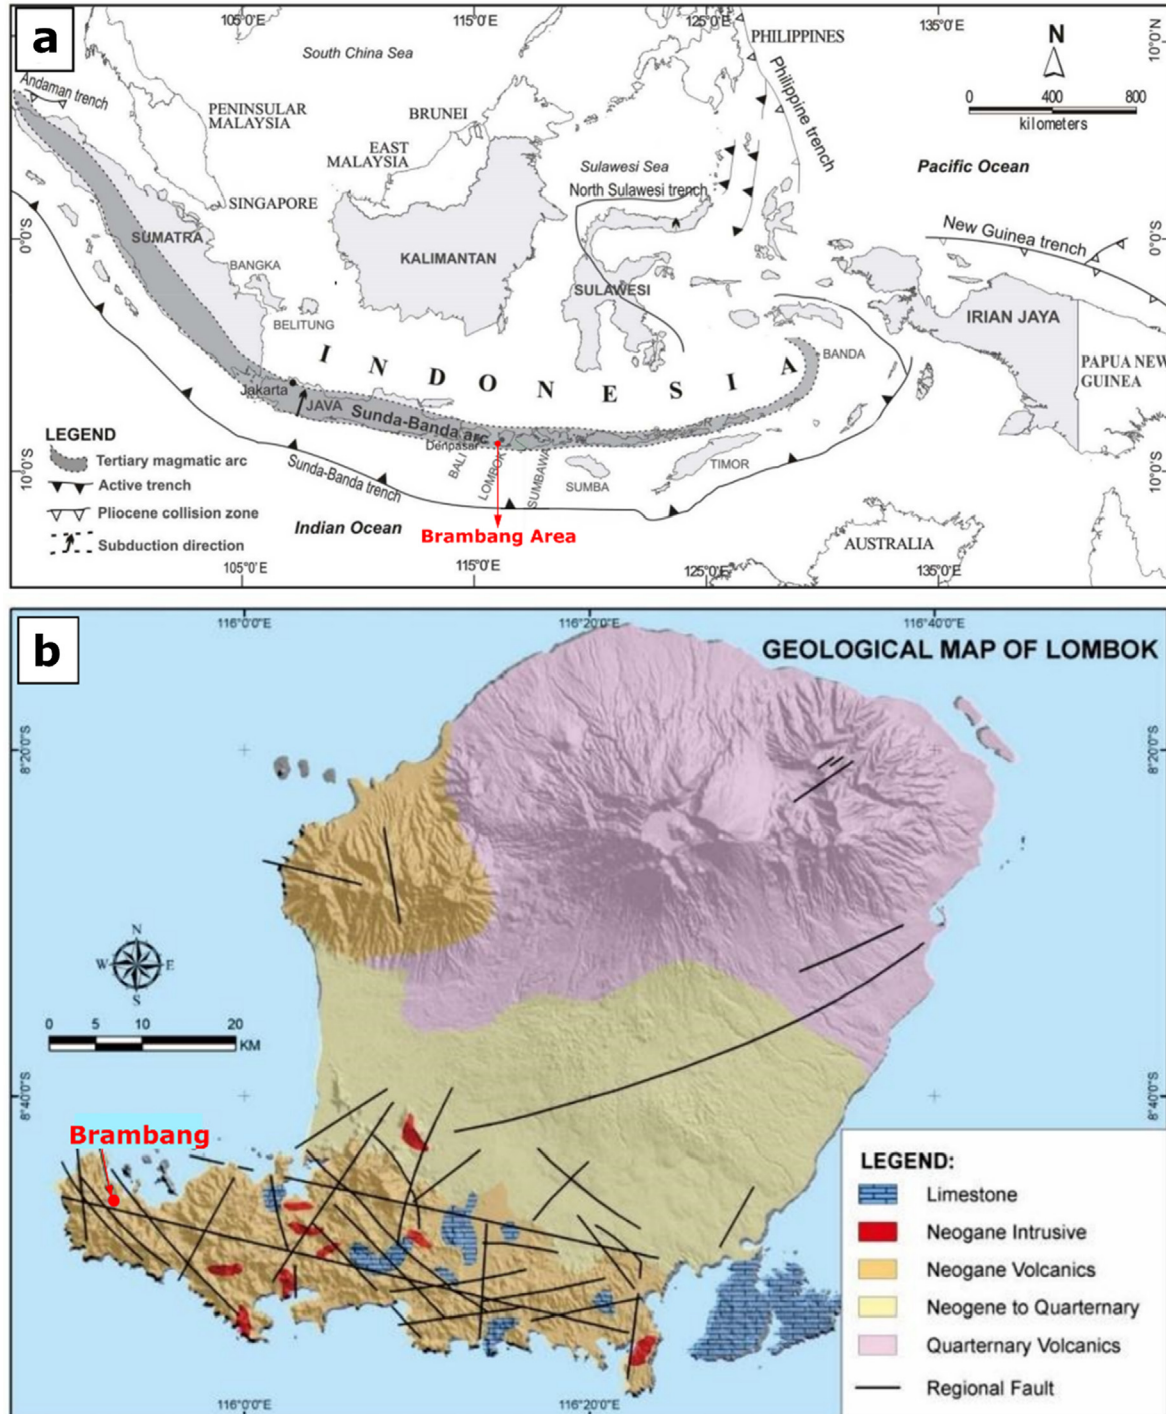 a
105°0'E
115°0'E
125°0'E
135°0'E
10°0'N
South China Sea
PHILIPPINES
N
0 400 800
kilometers
Andaman trench
PENINSULAR
MALAYSIA
BRUNEI
Philippine trench
EAST
MALAYSIA
Sulawesi Sea
North Sulawesi trench
Pacific Ocean
SINGAPORE
New Guinea trench
0°0'S
0°0'S
SUMATRA
KALIMANTAN
BANGKA
SULAWESI
BELITUNG
IRIAN JAYA
INDONESIA
BANDA
PAPUA NEW
GUINEA
Jakarta
JAVA
Sunda-Banda arc
Denpasar
BALI
LOMBOK
SUMBAWA
SUMBA
TIMOR
R
LEGEND
Tertiary magmatic arc
Active trench
Pliocene collision zone
Subduction direction
10°0'S
10°0'S
Sunda-Banda trench
Indian Ocean
Brambang Area
AUSTRALIA
105°0'E
115°0'E
125°0'E
135°0'E
b
116°0'0"E
116°20'0"E
116°40'0"E
GEOLOGICAL MAP OF LOMBOK
8°20'0"S
8°20'0"S
N
W E
S
0 5 10 20
KM
8°40'0"S
8°40'0"S
Brambang
LEGEND:
Limestone
Neogane Intrusive
Neogane Volcanics
Neogene to Quarternary
Quarternary Volcanics
Regional Fault
116°0'0"E
116°20'0"E